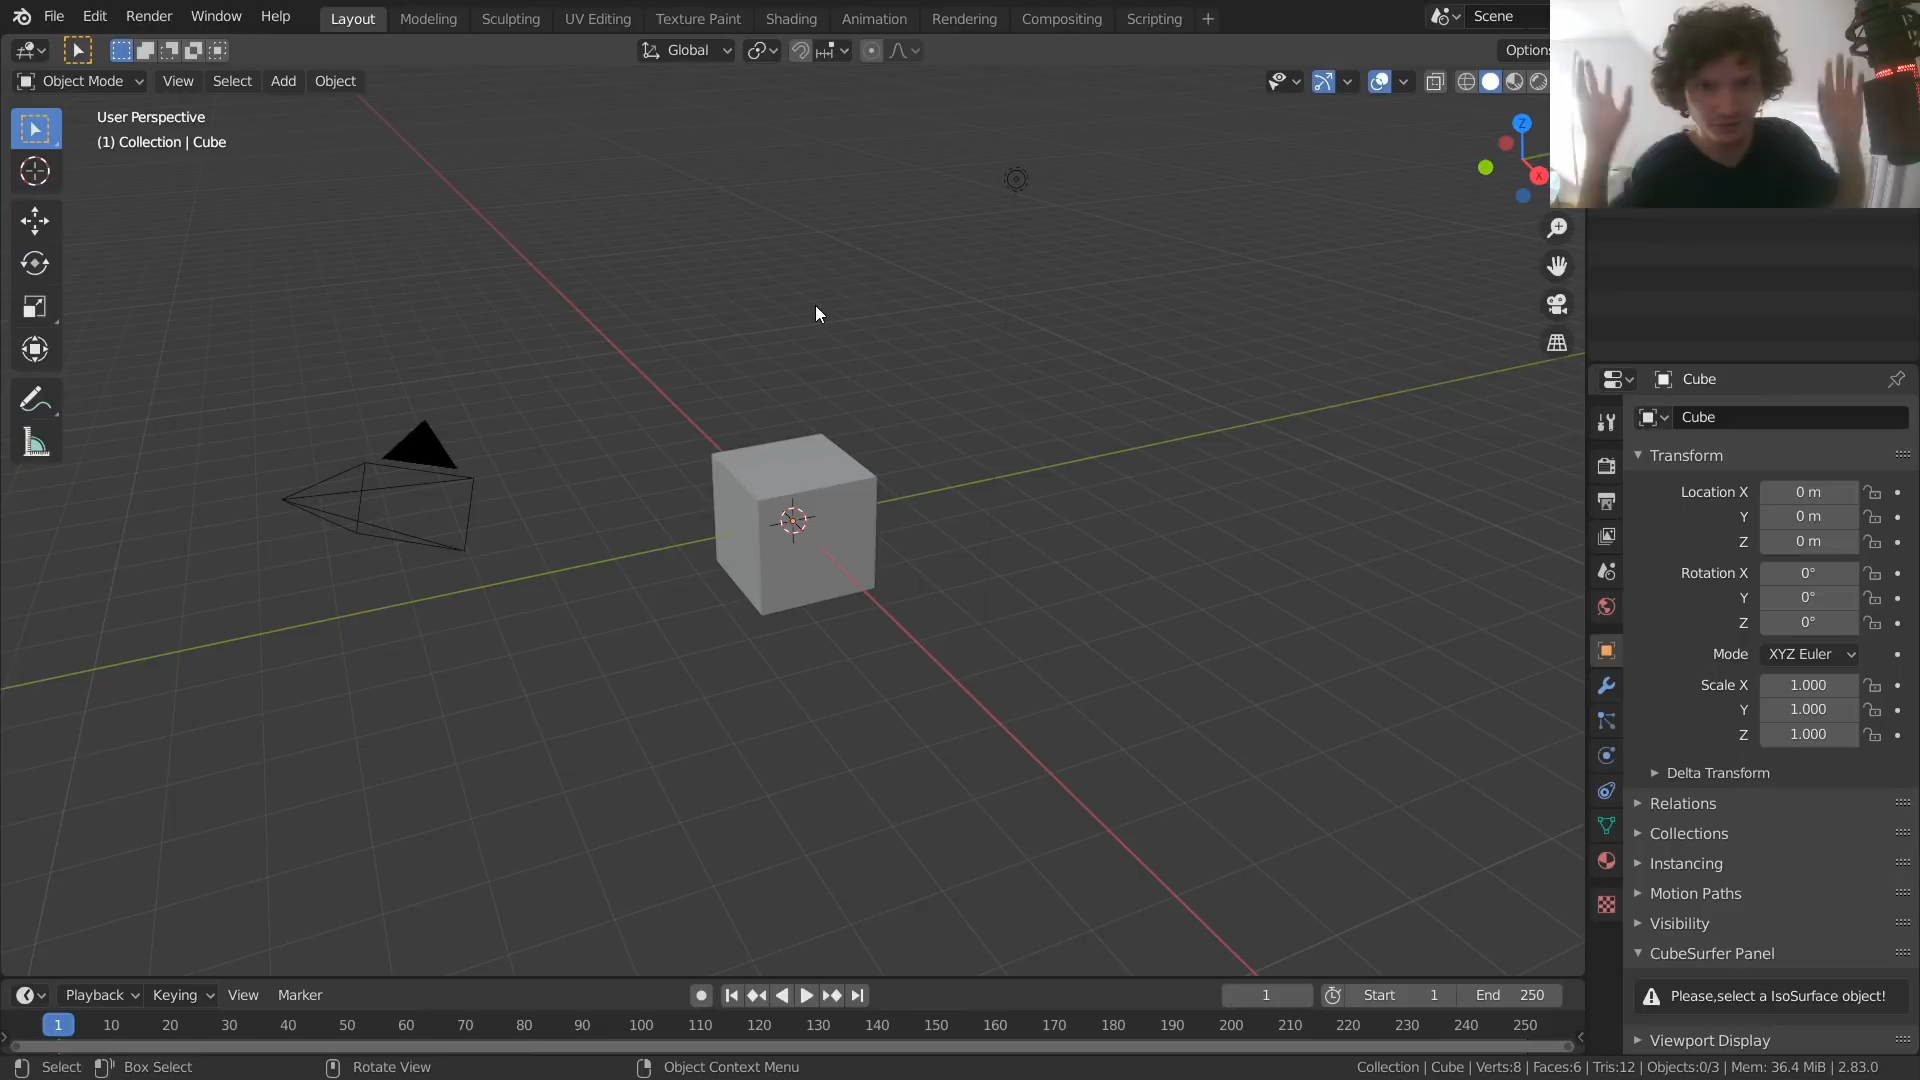 File Edit Render Window Help Layout Modeling Sculpting UV Editing Texture Paint Shading Animation Rendering Compositing Scripting + Scene
Global Options
Object Mode View Select Add Object
User Perspective
(1) Collection | Cube
Z
X
Cube
Cube
Transform
Location X 0 m
Y 0 m
Z 0 m
Rotation X 0°
Y 0°
Z 0°
Mode XYZ Euler
Scale X 1.000
Y 1.000
Z 1.000
Delta Transform
Relations
Collections
Instancing
Motion Paths
Visibility
CubeSurfer Panel
Please,select a IsoSurface object!
Viewport Display
Playback Keying View Marker 1 Start 1 End 250
1 10 20 30 40 50 60 70 80 90 100 110 120 130 140 150 160 170 180 190 200 210 220 230 240 250
Select Box Select Rotate View Object Context Menu Collection | Cube | Verts:8 | Faces:6 | Tris:12 | Objects:0/3 | Mem: 36.4 MiB | 2.83.0